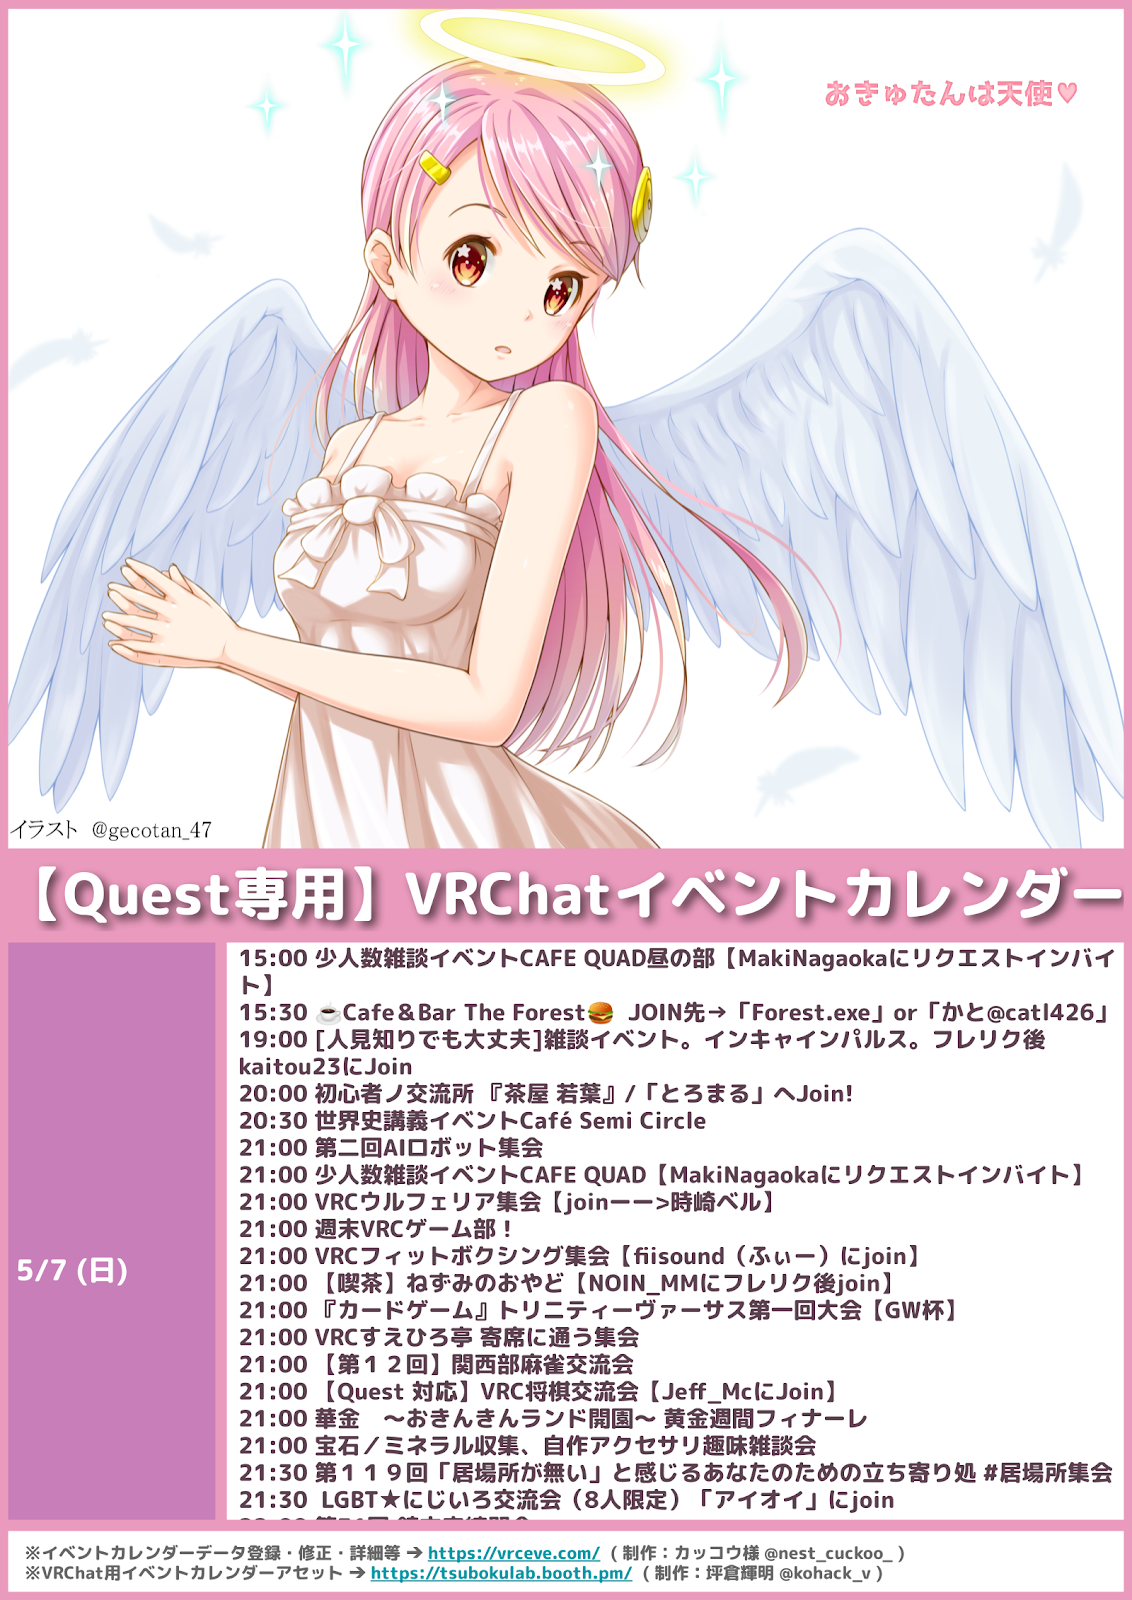 おきゅたんは天使♥
イラスト @gecotan_47
【Quest専用】VRChatイベントカレンダー
5/7 (日)
15:00 少人数雑談イベントCAFE QUAD昼の部【MakiNagaokaにリクエストインバイ
ト】
15:30 ☕Cafe＆Bar The Forest🍔 JOIN先→「Forest.exe」or「かと@catl426」
19:00 [人見知りでも大丈夫]雑談イベント。インキャインパルス。フレリク後
kaitou23にJoin
20:00 初心者ノ交流所 『茶屋 若葉』/「とろまる」へJoin!
20:30 世界史講義イベントCafé Semi Circle
21:00 第二回AIロボット集会
21:00 少人数雑談イベントCAFE QUAD【MakiNagaokaにリクエストインバイト】
21:00 VRCウルフェリア集会【joinーー>時崎ベル】
21:00 週末VRCゲーム部！
21:00 VRCフィットボクシング集会【fiisound（ふぃー）にjoin】
21:00 【喫茶】ねずみのおやど【NOIN_MMにフレリク後join】
21:00 『カードゲーム』トリニティーヴァーサス第一回大会【GW杯】
21:00 VRCすえひろ亭 寄席に通う集会
21:00 【第１２回】関西部麻雀交流会
21:00 【Quest 対応】VRC将棋交流会【Jeff_McにJoin】
21:00 華金　～おきんきんランド開園～ 黄金週間フィナーレ
21:00 宝石／ミネラル収集、自作アクセサリ趣味雑談会
21:30 第１１９回「居場所が無い」と感じるあなたのための立ち寄り処 #居場所集会
21:30 LGBT★にじいろ交流会（8人限定）「アイオイ」にjoin
※イベントカレンダーデータ登録・修正・詳細等 ➔ https://vrceve.com/ （制作：カッコウ様 @nest_cuckoo_ ）
※VRChat用イベントカレンダーアセット ➔ https://tsubokulab.booth.pm/ （制作：坪倉輝明 @kohack_v ）